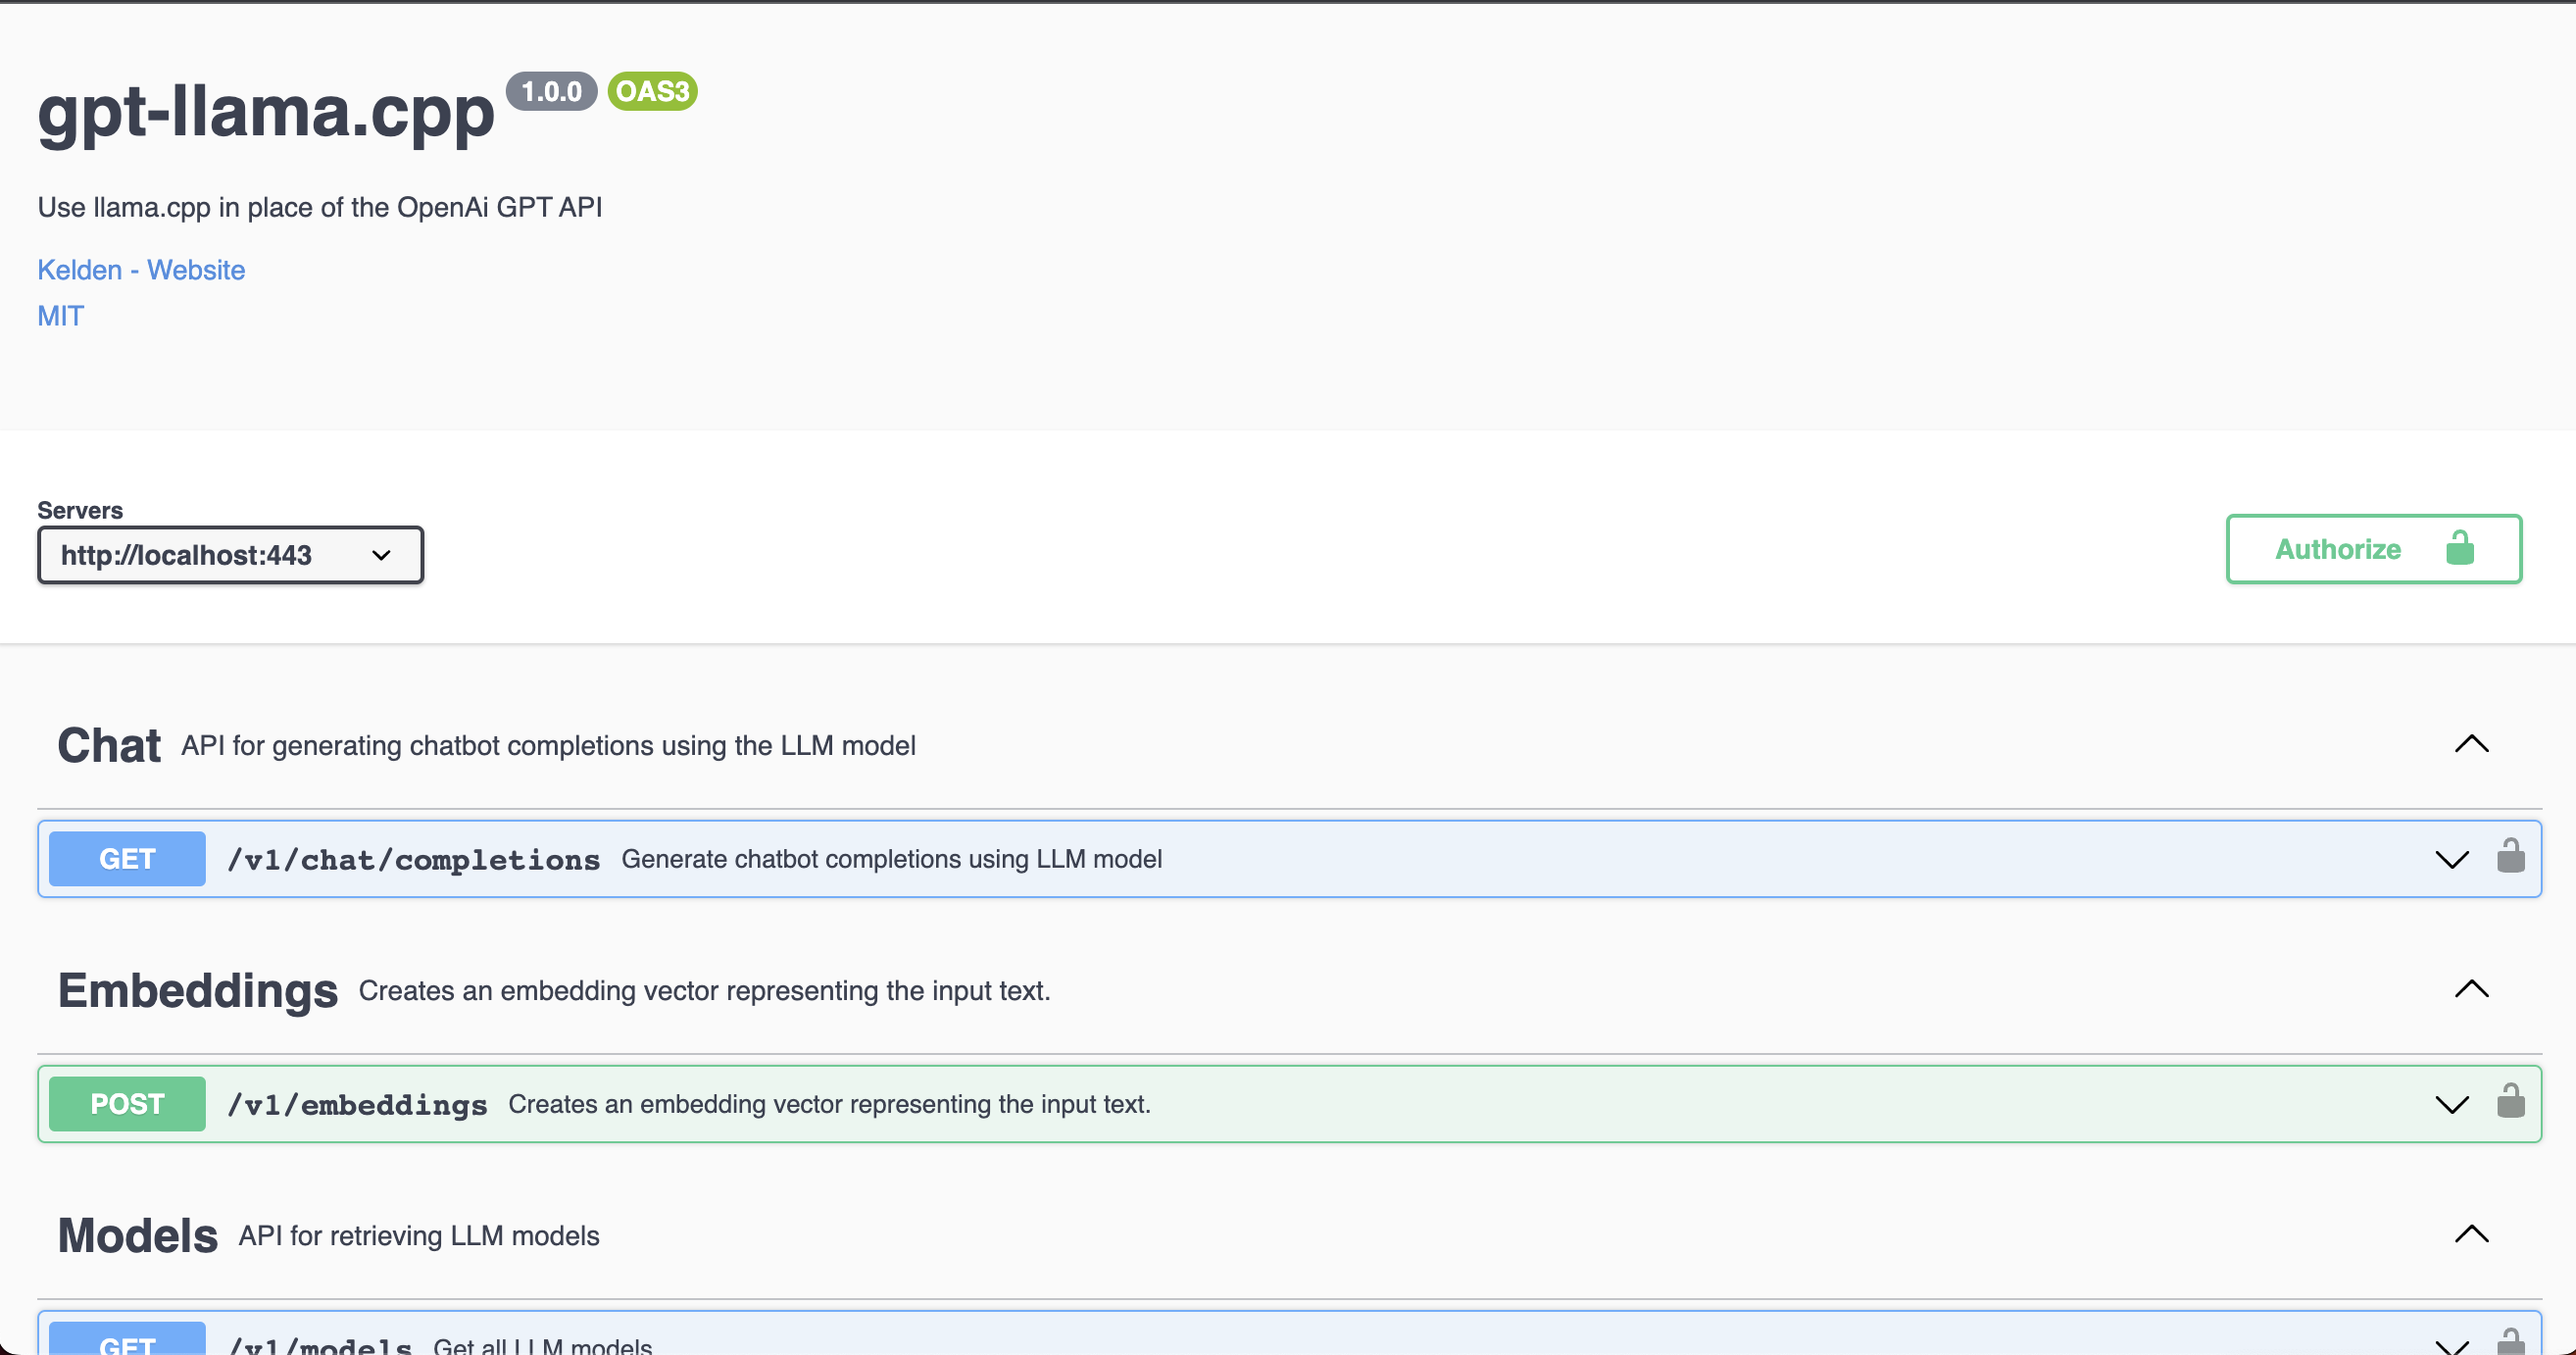 gpt-llama.cpp 1.0.0 OAS3
Use llama.cpp in place of the OpenAi GPT API
Kelden - Website
MIT
Servers
http://localhost:443
Authorize
Chat API for generating chatbot completions using the LLM model
GET /v1/chat/completions Generate chatbot completions using LLM model
Embeddings Creates an embedding vector representing the input text.
POST /v1/embeddings Creates an embedding vector representing the input text.
Models API for retrieving LLM models
GET /v1/models Get all LLM models